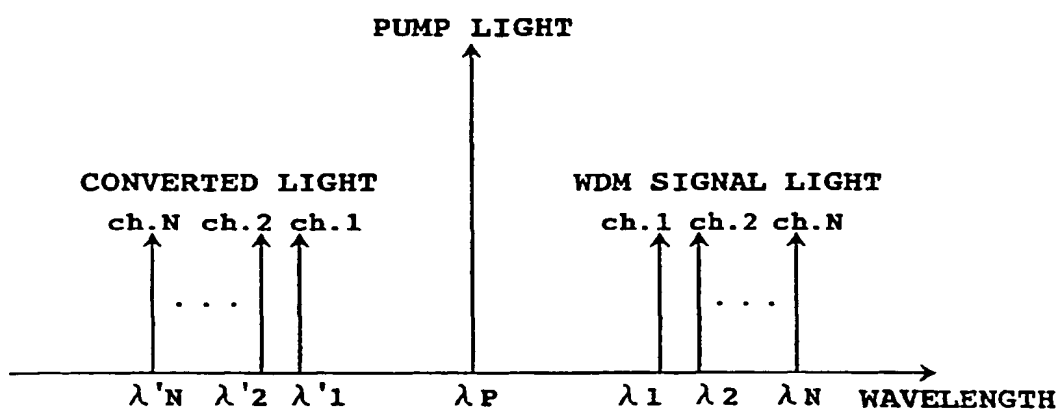 PUMP LIGHT
CONVERTED LIGHT WDM SIGNAL LIGHT
ch.N ch.2 ch.1 ch.1 ch.2 ch.N
. . . . . .
λ'N λ'2 λ'1 λP λ1 λ2 λN WAVELENGTH